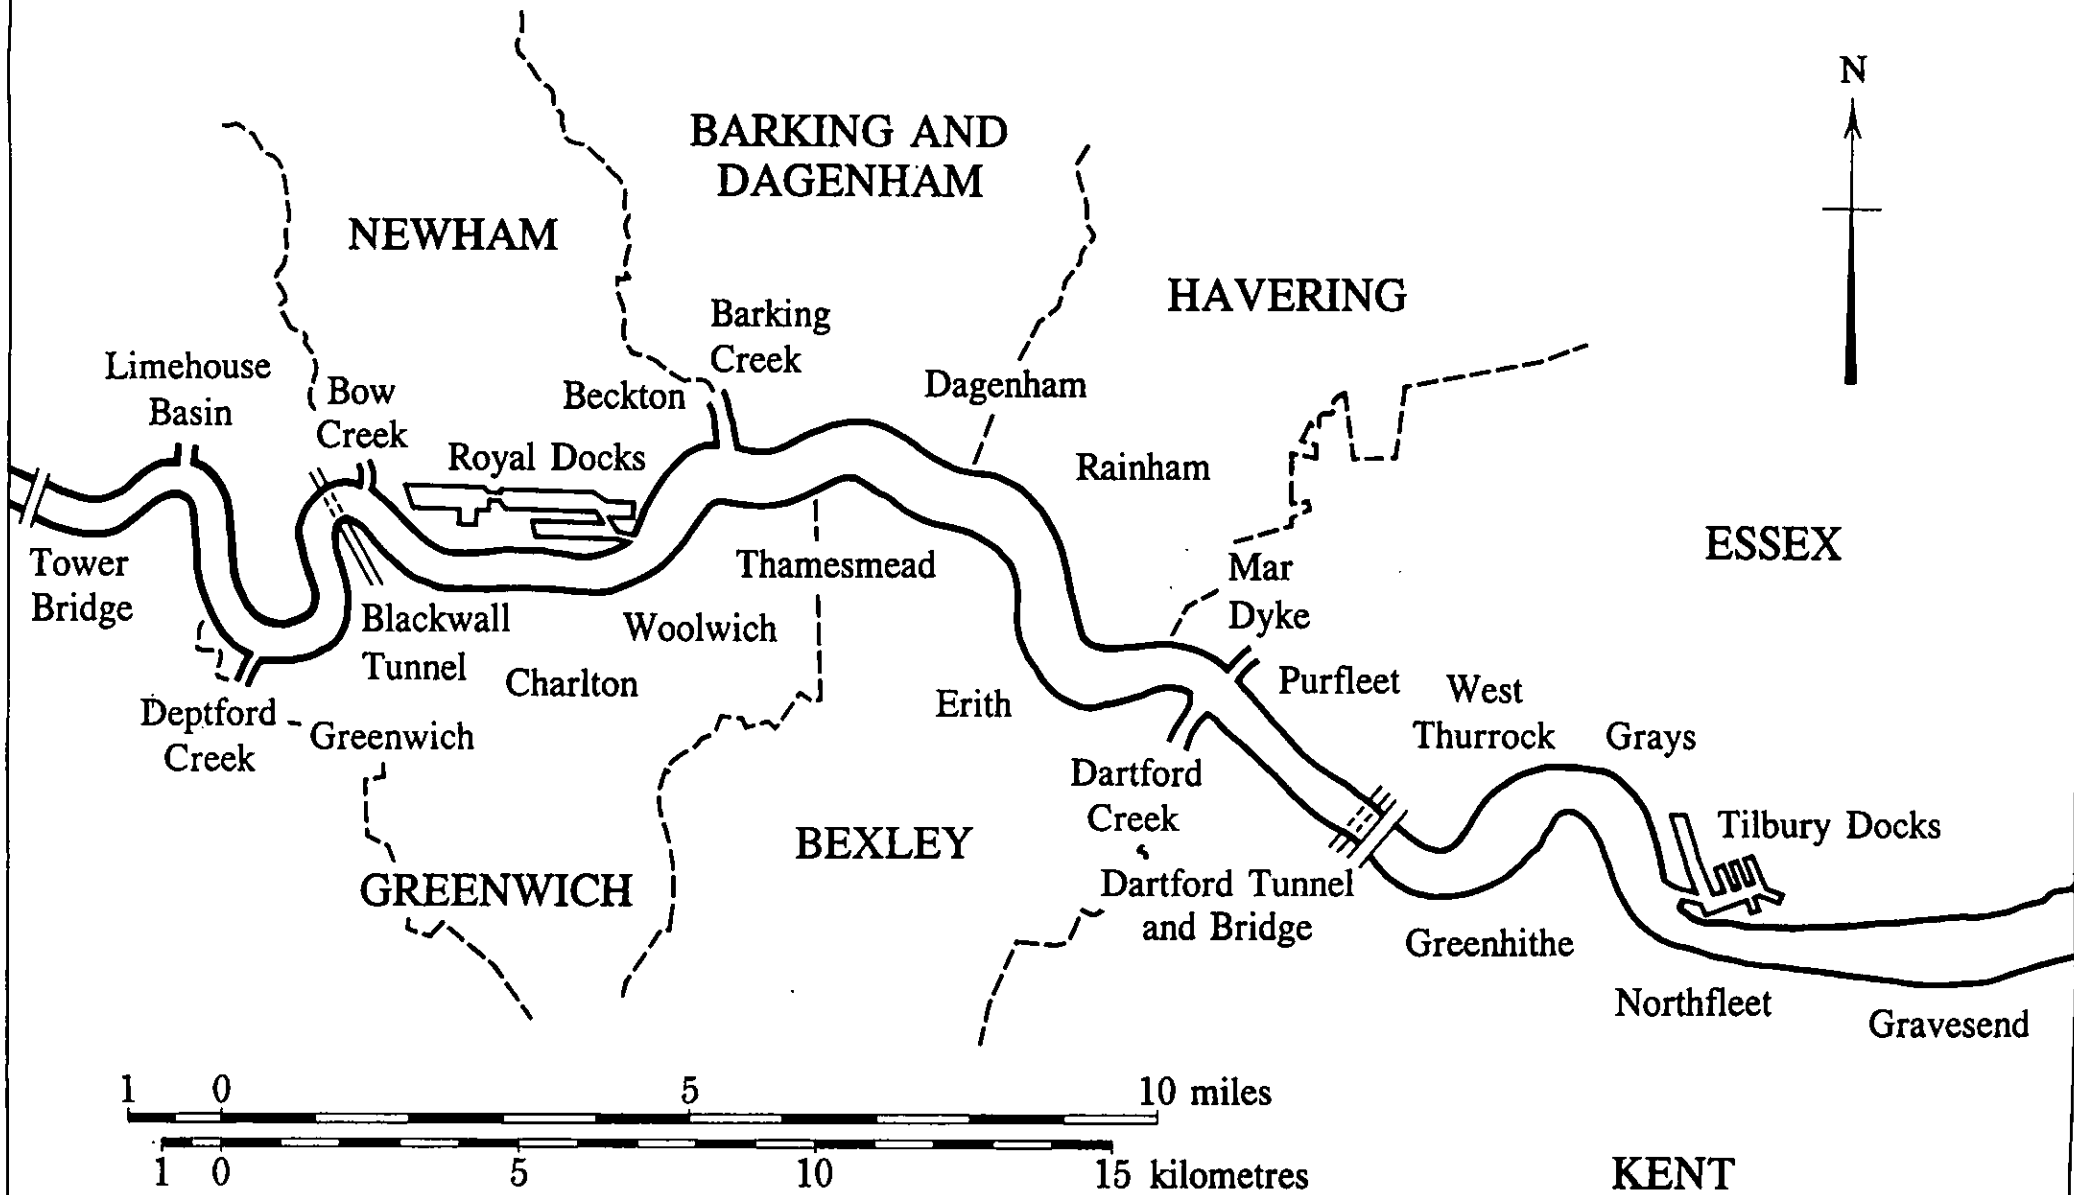 N
BARKING AND
DAGENHAM
NEWHAM
HAVERING
Barking
Creek
Limehouse
Basin
Bow
Creek
Beckton
Dagenham
Royal Docks
Rainham
ESSEX
Tower
Bridge
Thamesmead
Mar
Dyke
Blackwall
Tunnel
Woolwich
Charlton
Erith
Purfleet
West
Thurrock
Grays
Deptford
Creek
Greenwich
Dartford
Creek
Tilbury Docks
BEXLEY
GREENWICH
Dartford Tunnel
and Bridge
Greenhithe
Northfleet
Gravesend
1 0 5 10 miles
1 0 5 10 15 kilometres
KENT